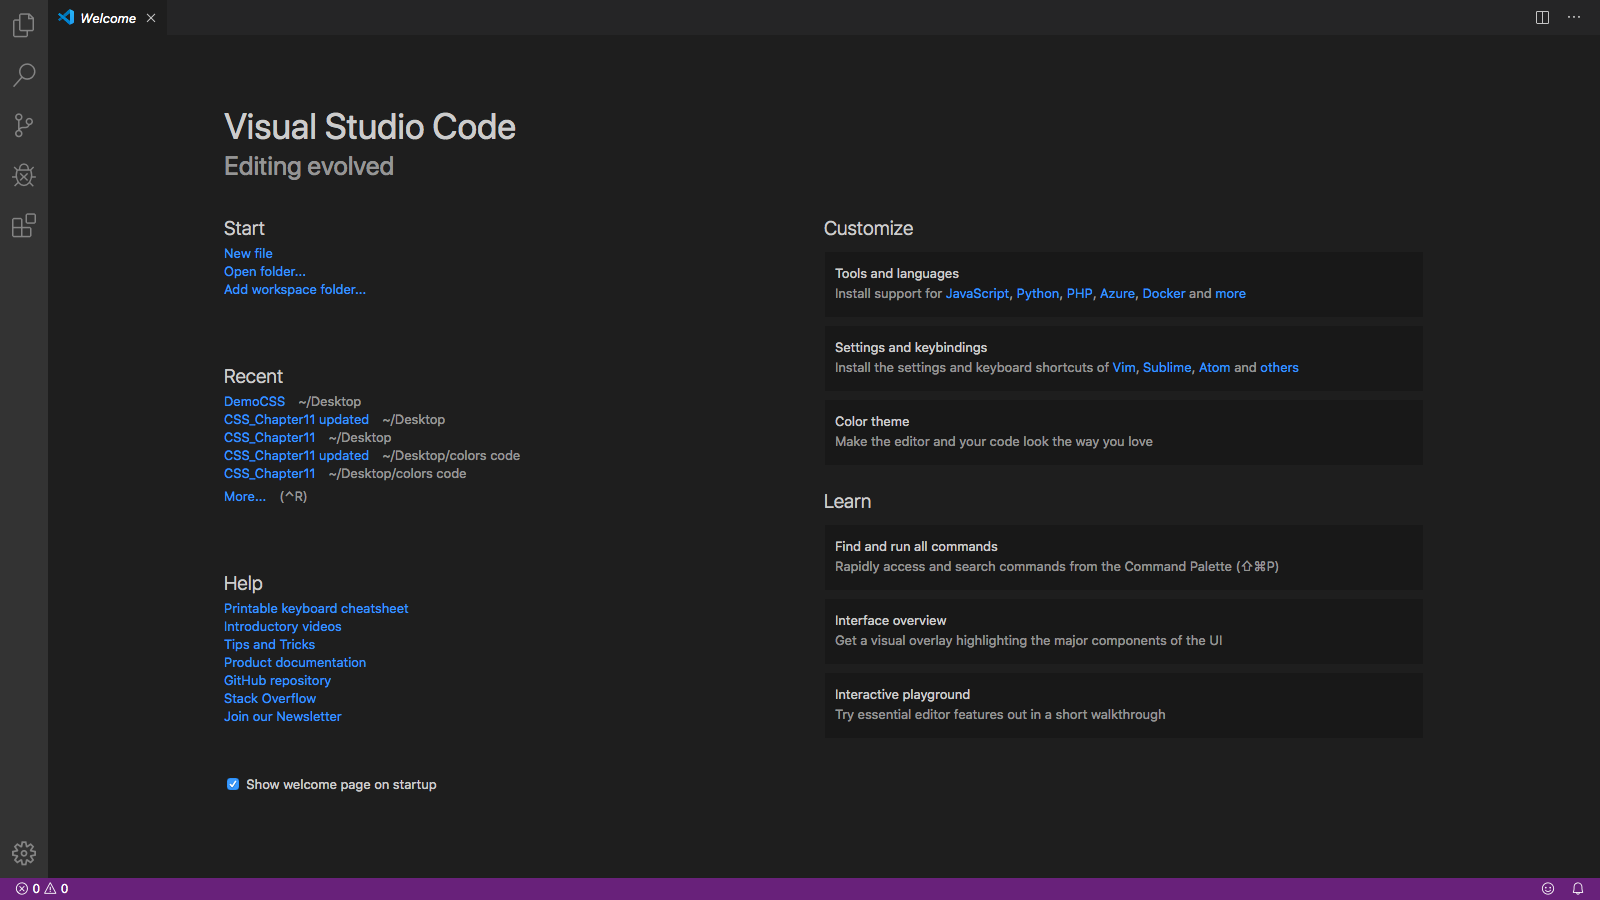 Welcome
Visual Studio Code
Editing evolved
Start
New file
Open folder...
Add workspace folder...
Recent
DemoCSS ~/Desktop
CSS_Chapter11 updated ~/Desktop
CSS_Chapter11 ~/Desktop
CSS_Chapter11 updated ~/Desktop/colors code
CSS_Chapter11 ~/Desktop/colors code
More... (^R)
Help
Printable keyboard cheatsheet
Introductory videos
Tips and Tricks
Product documentation
GitHub repository
Stack Overflow
Join our Newsletter
Show welcome page on startup
Customize
Tools and languages
Install support for JavaScript, Python, PHP, Azure, Docker and more
Settings and keybindings
Install the settings and keyboard shortcuts of Vim, Sublime, Atom and others
Color theme
Make the editor and your code look the way you love
Learn
Find and run all commands
Rapidly access and search commands from the Command Palette (⇧⌘P)
Interface overview
Get a visual overlay highlighting the major components of the UI
Interactive playground
Try essential editor features out in a short walkthrough
0 0